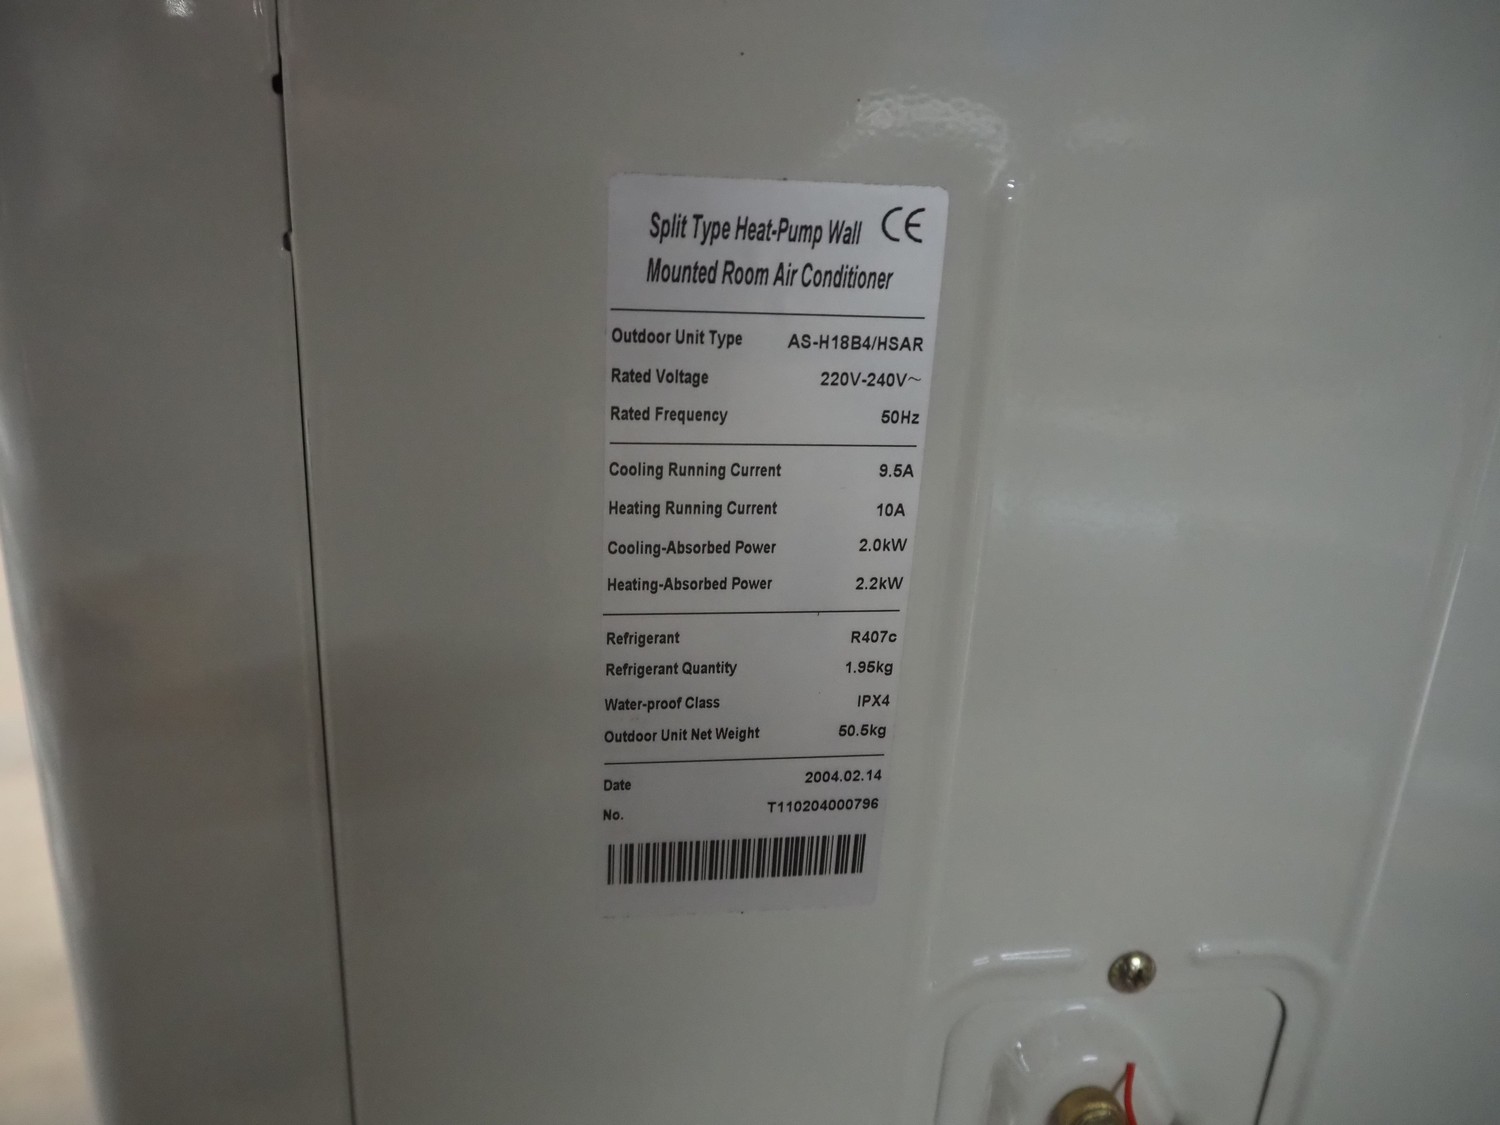 Split Type Heat-Pump Wall CE
Mounted Room Air Conditioner
Outdoor Unit Type AS-H18B4/HSAR
Rated Voltage 220V-240V~
Rated Frequency 50Hz
Cooling Running Current 9.5A
Heating Running Current 10A
Cooling-Absorbed Power 2.0kW
Heating-Absorbed Power 2.2kW
Refrigerant R407c
Refrigerant Quantity 1.95kg
Water-proof Class IPX4
Outdoor Unit Net Weight 50.5kg
Date 2004.02.14
No. T110204000796